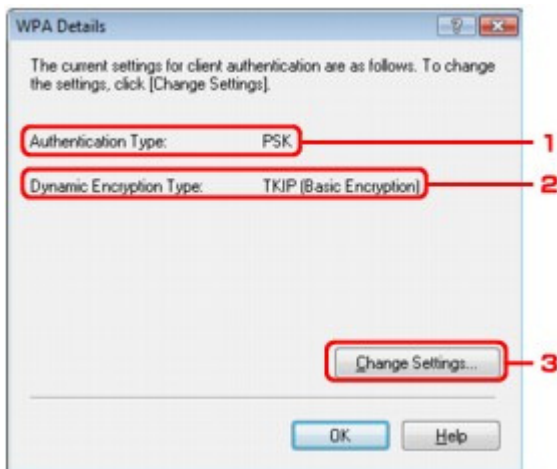 WPA Details
The current settings for client authentication are as follows. To change
the settings, click [Change Settings].
Authentication Type: PSK
1
Dynamic Encryption Type: TKIP (Basic Encryption)
2
Change Settings...
3
OK Help